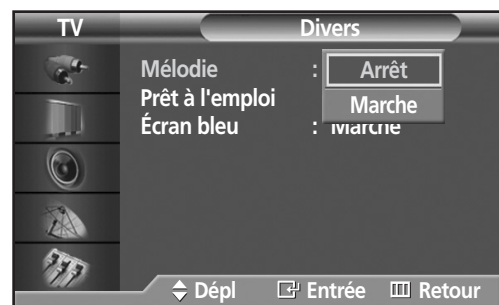 TV Divers
Mélodie : Arrêt
Prêt à l'emploi Marche
Écran bleu : Marche
Dépl Entrée Retour